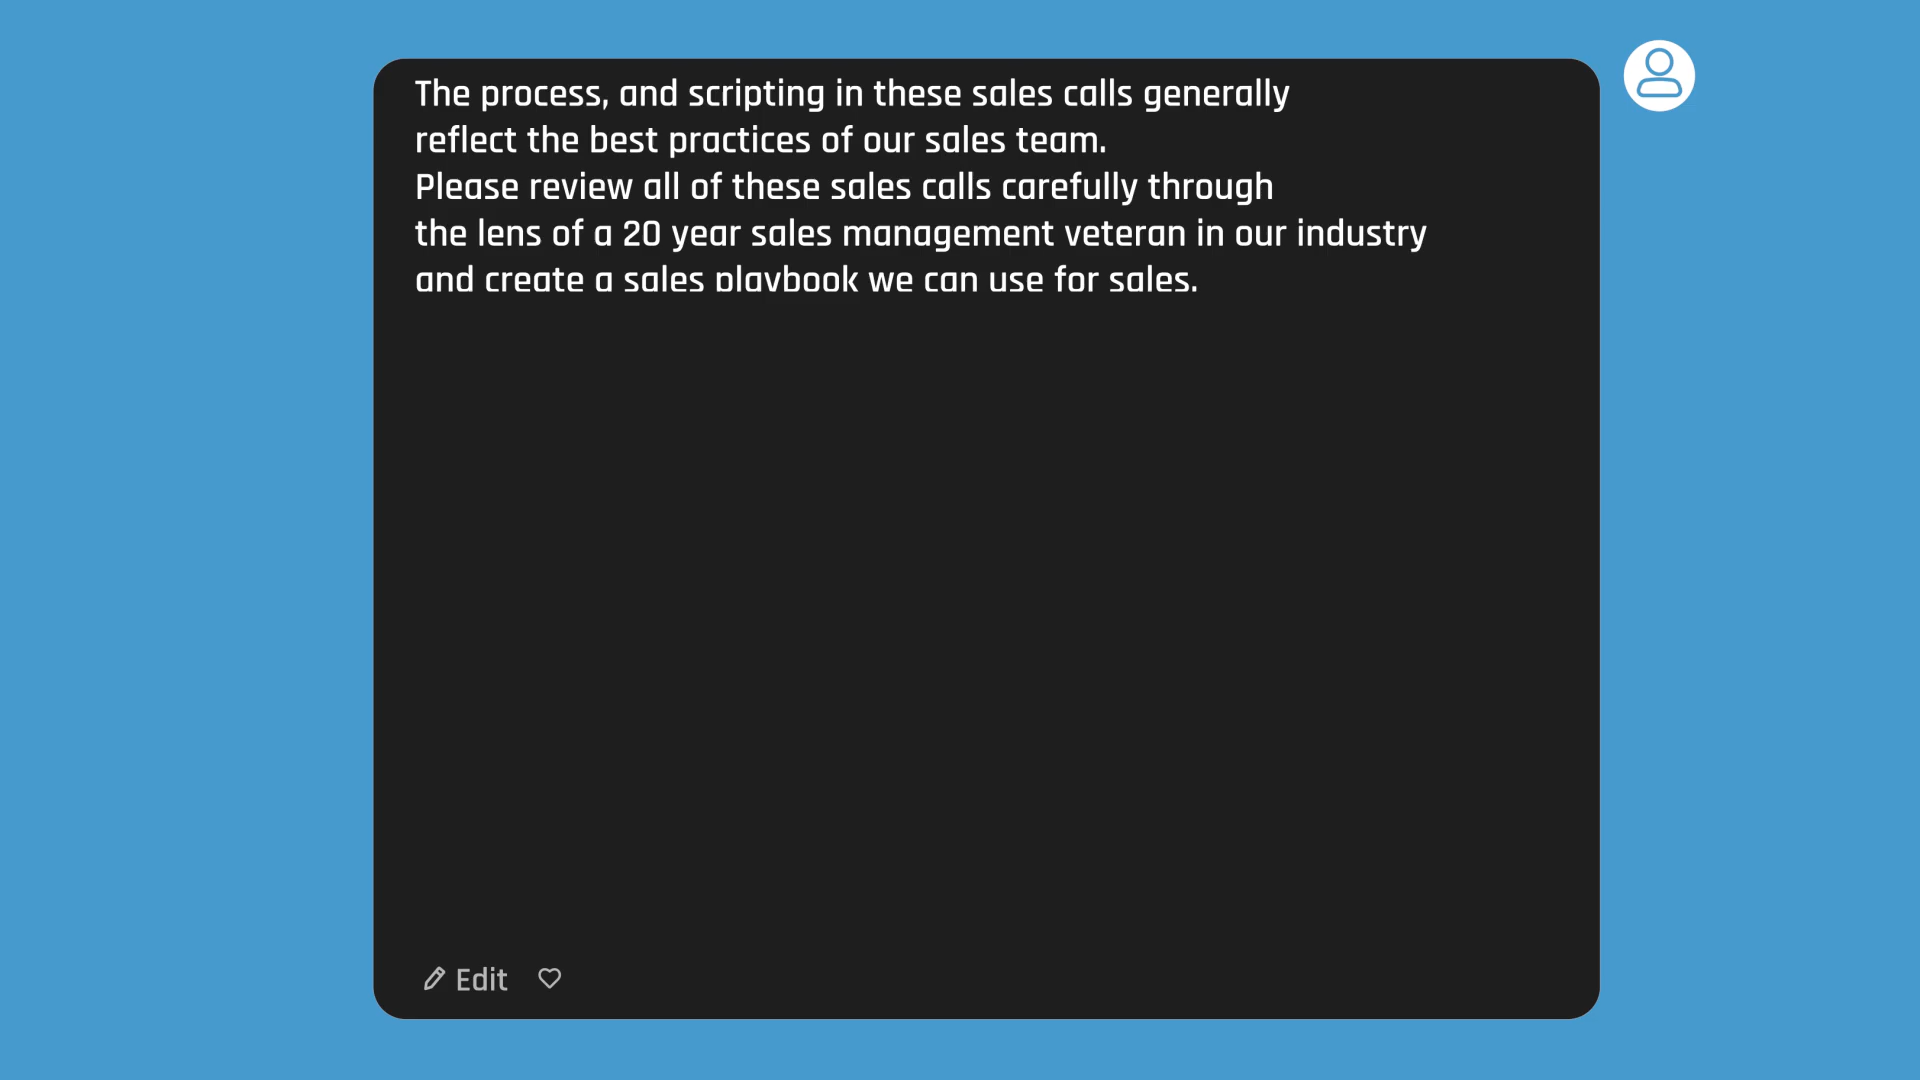 The process, and scripting in these sales calls generally
reflect the best practices of our sales team.
Please review all of these sales calls carefully through
the lens of a 20 year sales management veteran in our industry
and create a sales playbook we can use for sales.
Edit